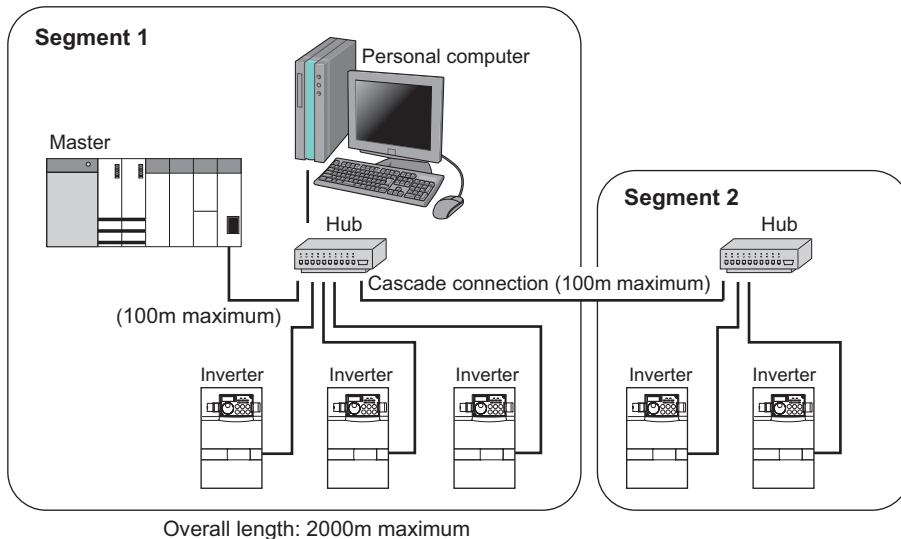 Segment 1
Personal computer
Master
Segment 2
Hub
Hub
Cascade connection (100m maximum)
(100m maximum)
Inverter
Inverter
Inverter
Inverter
Inverter
Overall length: 2000m maximum